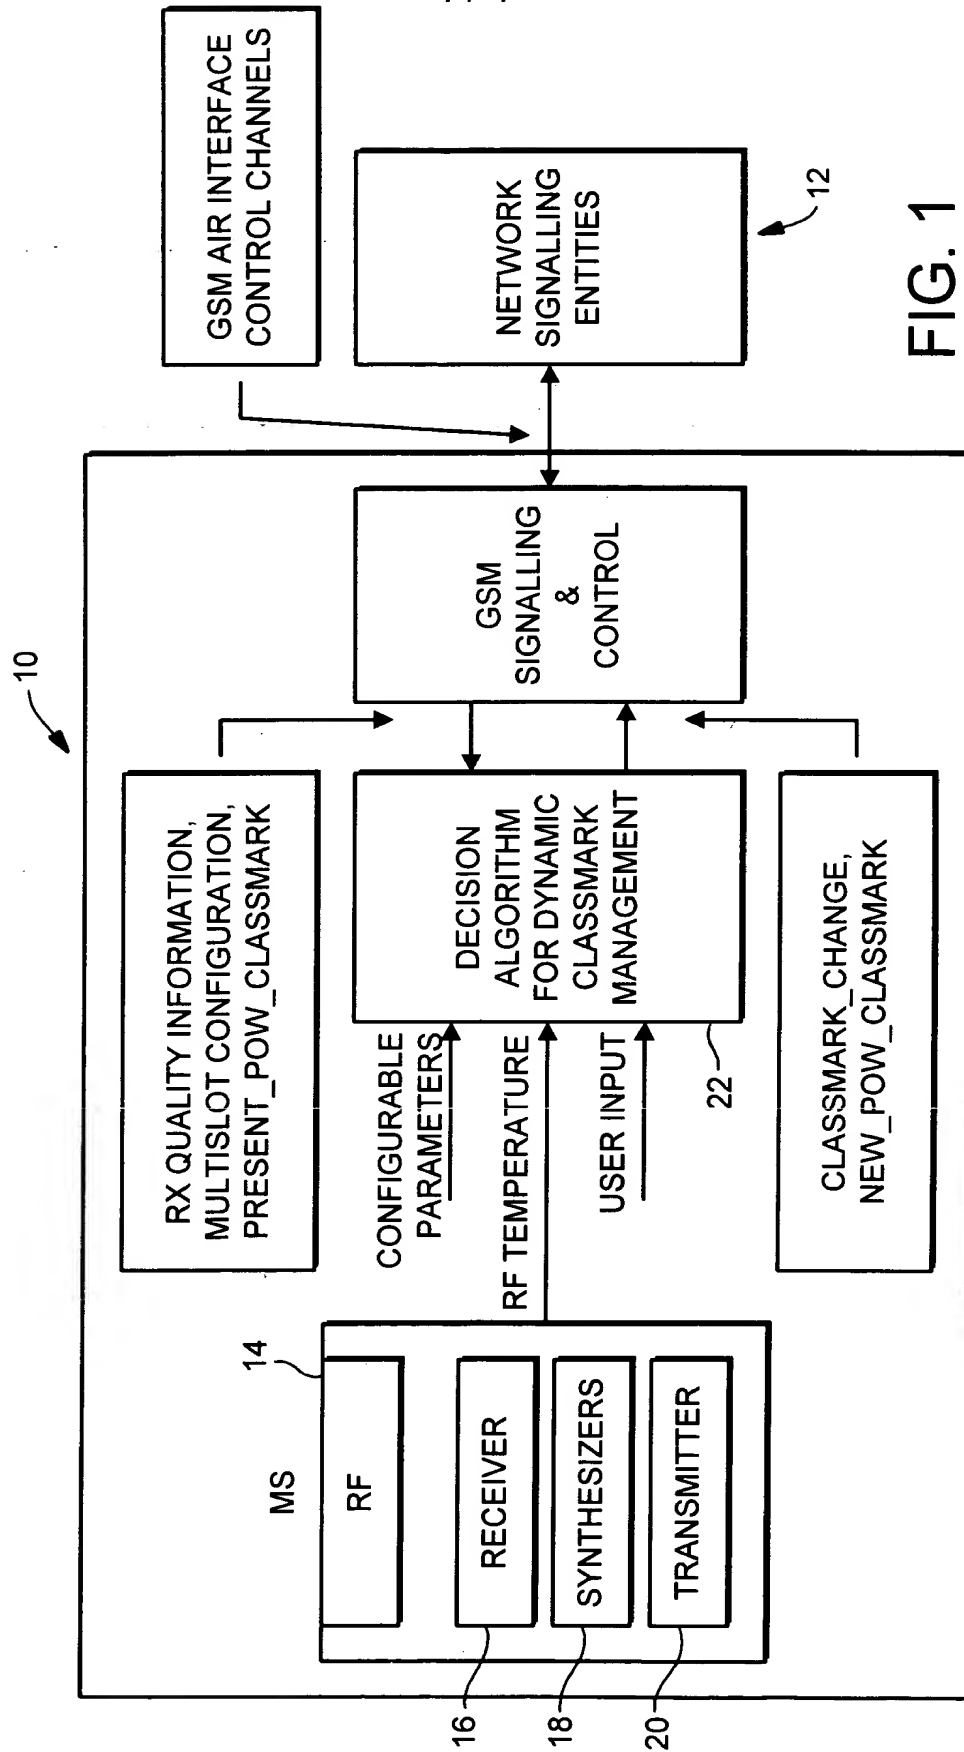 10
MS
14
RF
RECEIVER
SYNTHESIZERS
TRANSMITTER
16
18
20
RX QUALITY INFORMATION,
MULTISLOT CONFIGURATION,
PRESENT_POW_CLASSMARK
CONFIGURABLE
PARAMETERS
RF TEMPERATURE
USER INPUT
DECISION
ALGORITHM
FOR DYNAMIC
CLASSMARK
MANAGEMENT
22
CLASSMARK_CHANGE,
NEW_POW_CLASSMARK
GSM
SIGNALLING
&
CONTROL
GSM AIR INTERFACE
CONTROL CHANNELS
NETWORK
SIGNALLING
ENTITIES
12
FIG. 1